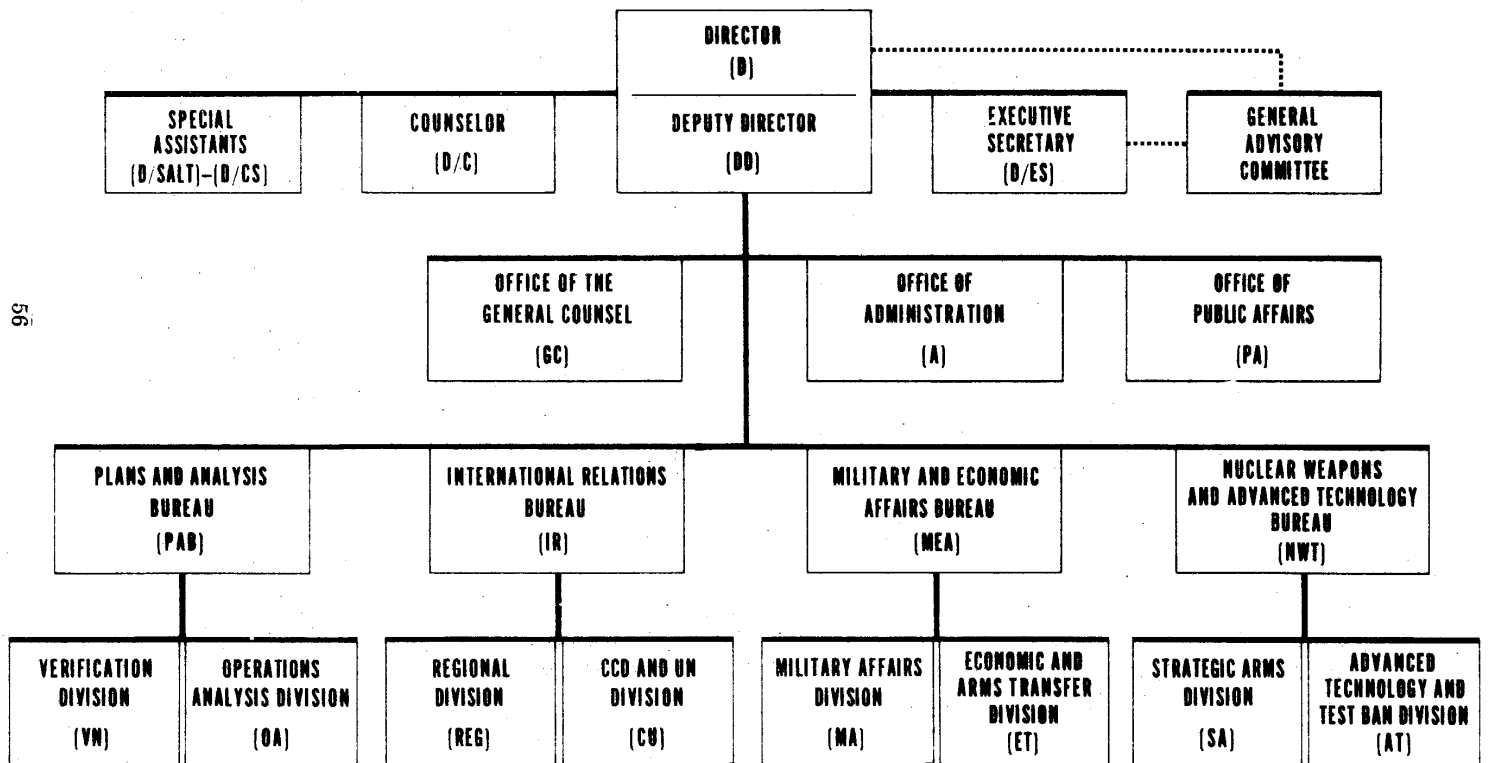 DIRECTOR
(D)
DEPUTY DIRECTOR
(DD)
SPECIAL
ASSISTANTS
(D/SALT)–(D/CS)
COUNSELOR
(D/C)
EXECUTIVE
SECRETARY
(D/ES)
GENERAL
ADVISORY
COMMITTEE
OFFICE OF THE
GENERAL COUNSEL
(GC)
OFFICE OF
ADMINISTRATION
(A)
OFFICE OF
PUBLIC AFFAIRS
(PA)
56
PLANS AND ANALYSIS
BUREAU
(PAB)
INTERNATIONAL RELATIONS
BUREAU
(IR)
MILITARY AND ECONOMIC
AFFAIRS BUREAU
(MEA)
NUCLEAR WEAPONS
AND ADVANCED TECHNOLOGY
BUREAU
(NWT)
VERIFICATION
DIVISION
(VN)
OPERATIONS
ANALYSIS DIVISION
(OA)
REGIONAL
DIVISION
(REG)
CCD AND UN
DIVISION
(CU)
MILITARY AFFAIRS
DIVISION
(MA)
ECONOMIC AND
ARMS TRANSFER
DIVISION
(ET)
STRATEGIC ARMS
DIVISION
(SA)
ADVANCED
TECHNOLOGY AND
TEST BAN DIVISION
(AT)